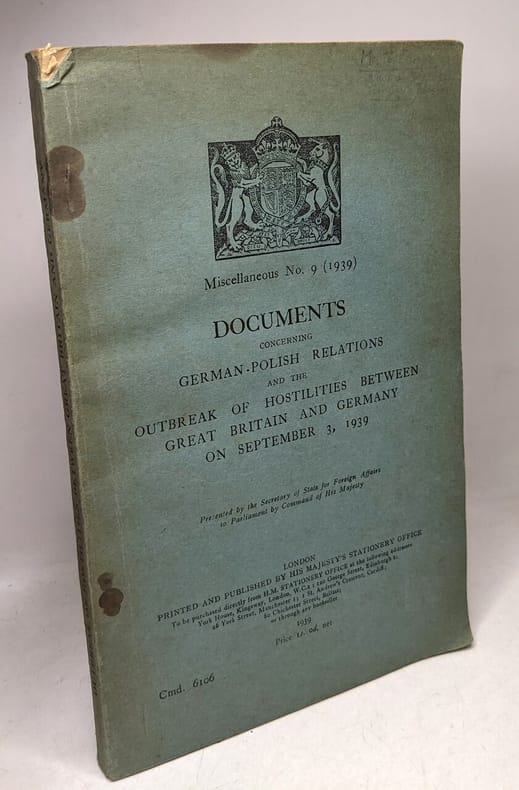 Miscellaneous No. 9 (1939)
DOCUMENTS
CONCERNING
GERMAN-POLISH RELATIONS
AND THE
OUTBREAK OF HOSTILITIES BETWEEN
GREAT BRITAIN AND GERMANY
ON SEPTEMBER 3, 1939
Presented by the Secretary of State for Foreign Affairs
to Parliament by Command of His Majesty
LONDON
PRINTED AND PUBLISHED BY HIS MAJESTY'S STATIONERY OFFICE
To be purchased directly from H.M. STATIONERY OFFICE at the following addresses
York House, Kingsway, London, W.C.2; 120 George Street, Edinburgh 2;
26 York Street, Manchester 1; 1 St. Andrew's Crescent, Cardiff;
80 Chichester Street, Belfast;
or through any bookseller
1939
Price 1s. 0d. net
Cmd. 6106